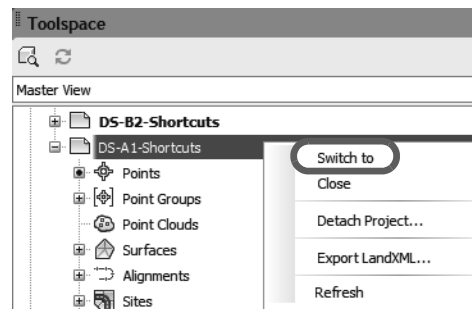 Toolspace
Master View
DS-B2-Shortcuts
DS-A1-Shortcuts
Points
Point Groups
Point Clouds
Surfaces
Alignments
Sites
Switch to
Close
Detach Project...
Export LandXML...
Refresh